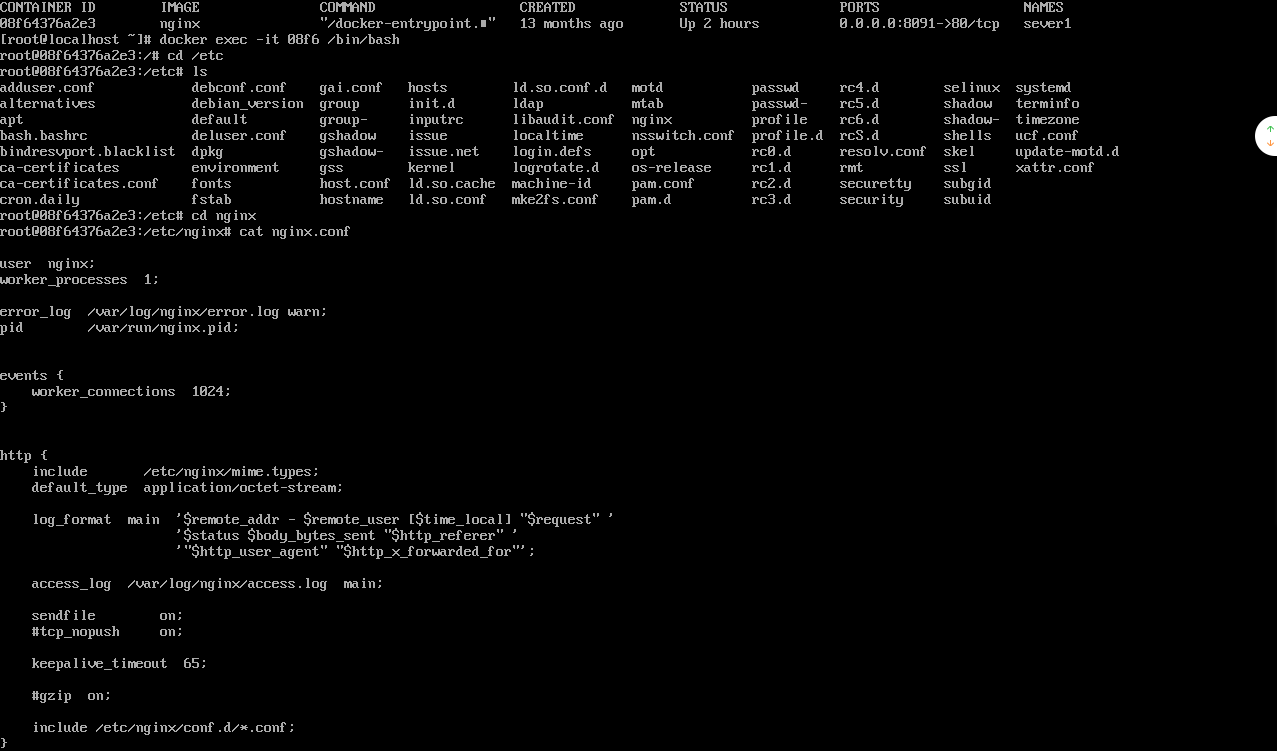 CONTAINER ID        IMAGE               COMMAND                  CREATED             STATUS              PORTS                  NAMES
08f64376a2e3        nginx               "/docker-entrypoint.…"   13 months ago       Up 2 hours          0.0.0.0:8091->80/tcp   sever1
[root@localhost ~]# docker exec -it 08f6 /bin/bash
root@08f64376a2e3:/# cd /etc
root@08f64376a2e3:/etc# ls
adduser.conf            debconf.conf    gai.conf   hosts         ld.so.conf.d   motd           passwd     rc4.d        selinux  systemd
alternatives            debian_version  group      init.d        ldap           mtab           passwd-    rc5.d        shadow   terminfo
apt                     default         group-     inputrc       libaudit.conf  nginx          profile    rc6.d        shadow-  timezone
bash.bashrc             deluser.conf    gshadow    issue         localtime      nsswitch.conf  profile.d  rcS.d        shells   ucf.conf
bindresvport.blacklist  dpkg            gshadow-   issue.net     login.defs     opt            rc0.d      resolv.conf  skel     update-motd.d
ca-certificates         environment     gss        kernel        logrotate.d    os-release     rc1.d      rmt          ssl      xattr.conf
ca-certificates.conf    fonts           host.conf  ld.so.cache   machine-id     pam.conf       rc2.d      securetty    subgid
cron.daily              fstab           hostname   ld.so.conf    mke2fs.conf    pam.d          rc3.d      security     subuid
root@08f64376a2e3:/etc# cd nginx
root@08f64376a2e3:/etc/nginx# cat nginx.conf
user  nginx;
worker_processes  1;
error_log  /var/log/nginx/error.log warn;
pid        /var/run/nginx.pid;
events {
    worker_connections  1024;
}
http {
    include       /etc/nginx/mime.types;
    default_type  application/octet-stream;
    log_format  main  '$remote_addr - $remote_user [$time_local] "$request" '
                      '$status $body_bytes_sent "$http_referer" '
                      '"$http_user_agent" "$http_x_forwarded_for"';
    access_log  /var/log/nginx/access.log  main;
    sendfile        on;
    #tcp_nopush     on;
    keepalive_timeout  65;
    #gzip  on;
    include /etc/nginx/conf.d/*.conf;
}